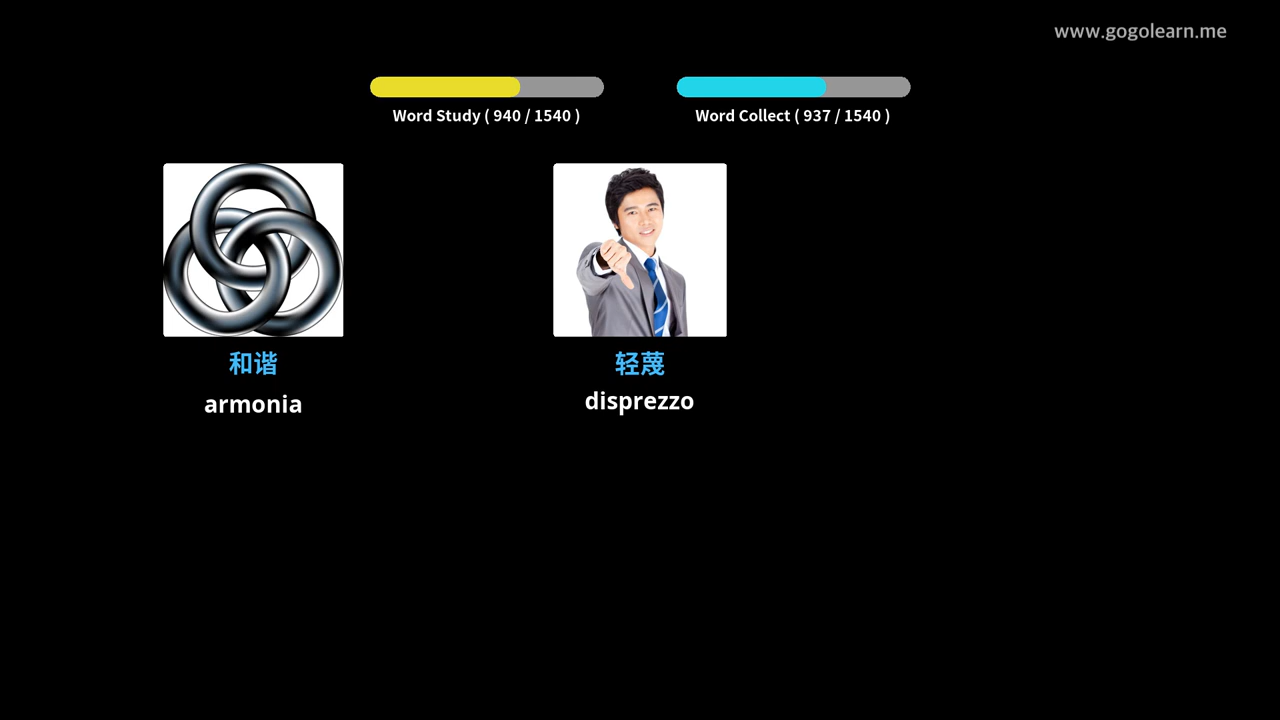 www.gogolearn.me
Word Study ( 940 / 1540 )
Word Collect ( 937 / 1540 )
和谐
armonia
轻蔑
disprezzo